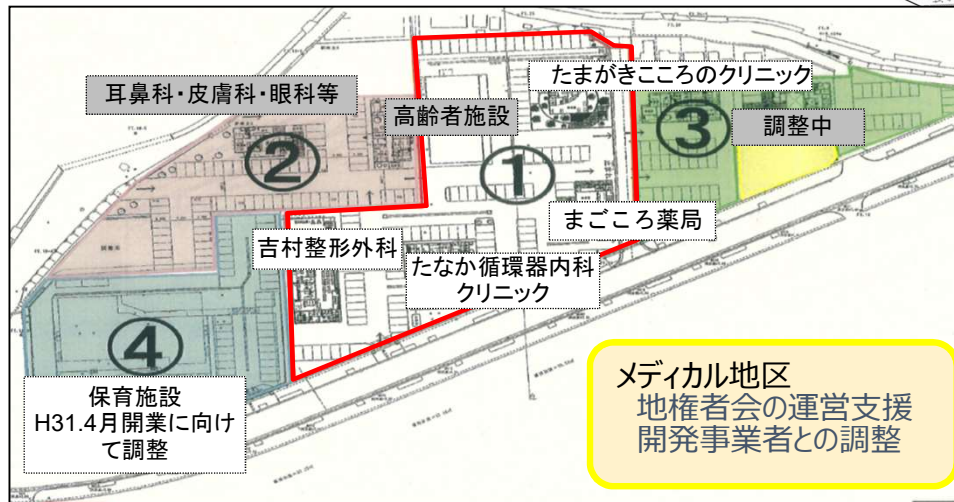 耳鼻科・皮膚科・眼科等
高齢者施設
たまがきこころのクリニック
調整中
②
①
③
吉村整形外科
たなか循環器内科
クリニック
まごころ薬局
④
保育施設
H31.4月開業に向け
て調整
メディカル地区
地権者会の運営支援
開発事業者との調整